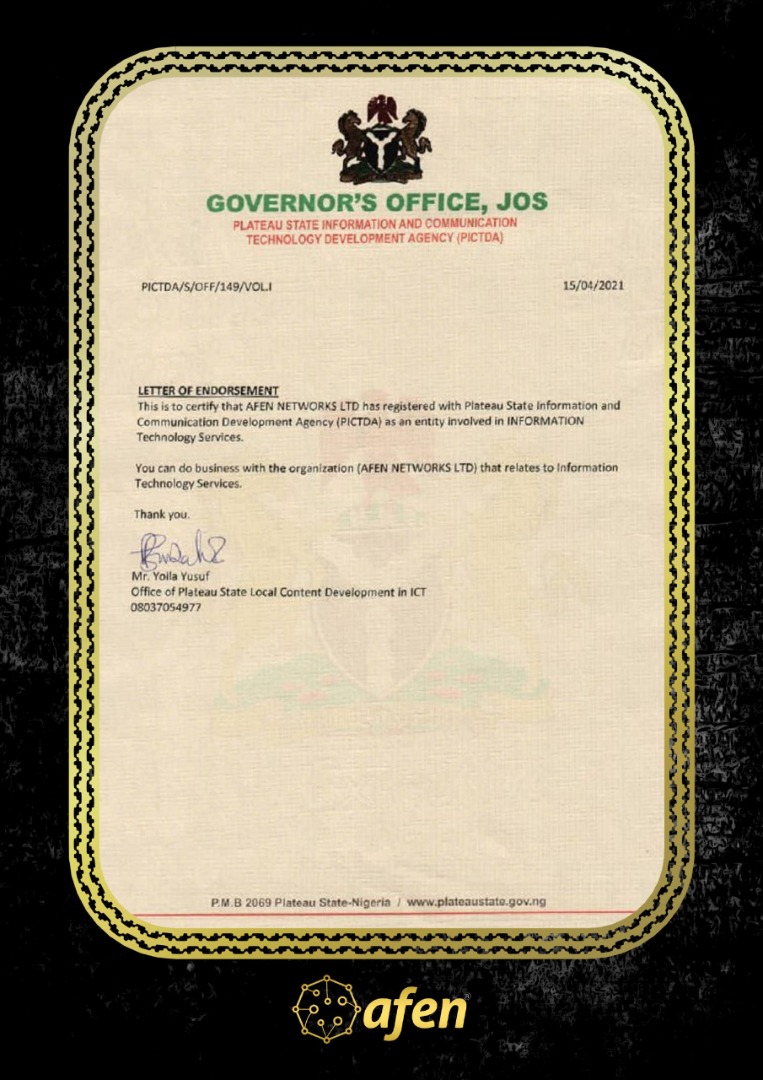 GOVERNOR'S OFFICE, JOS
PLATEAU STATE INFORMATION AND COMMUNICATION
TECHNOLOGY DEVELOPMENT AGENCY (PICTDA)
PICTDA/S/OFF/149/VOL.I
15/04/2021
LETTER OF ENDORSEMENT
This is to certify that AFEN NETWORKS LTD has registered with Plateau State Information and
Communication Development Agency (PICTDA) as an entity involved in INFORMATION
Technology Services.
You can do business with the organization (AFEN NETWORKS LTD) that relates to Information
Technology Services.
Thank you.
Mr. Yoila Yusuf
Office of Plateau State Local Content Development in ICT
08037054977
P.M.B 2069 Plateau State-Nigeria / www.plateaustate.gov.ng
afen